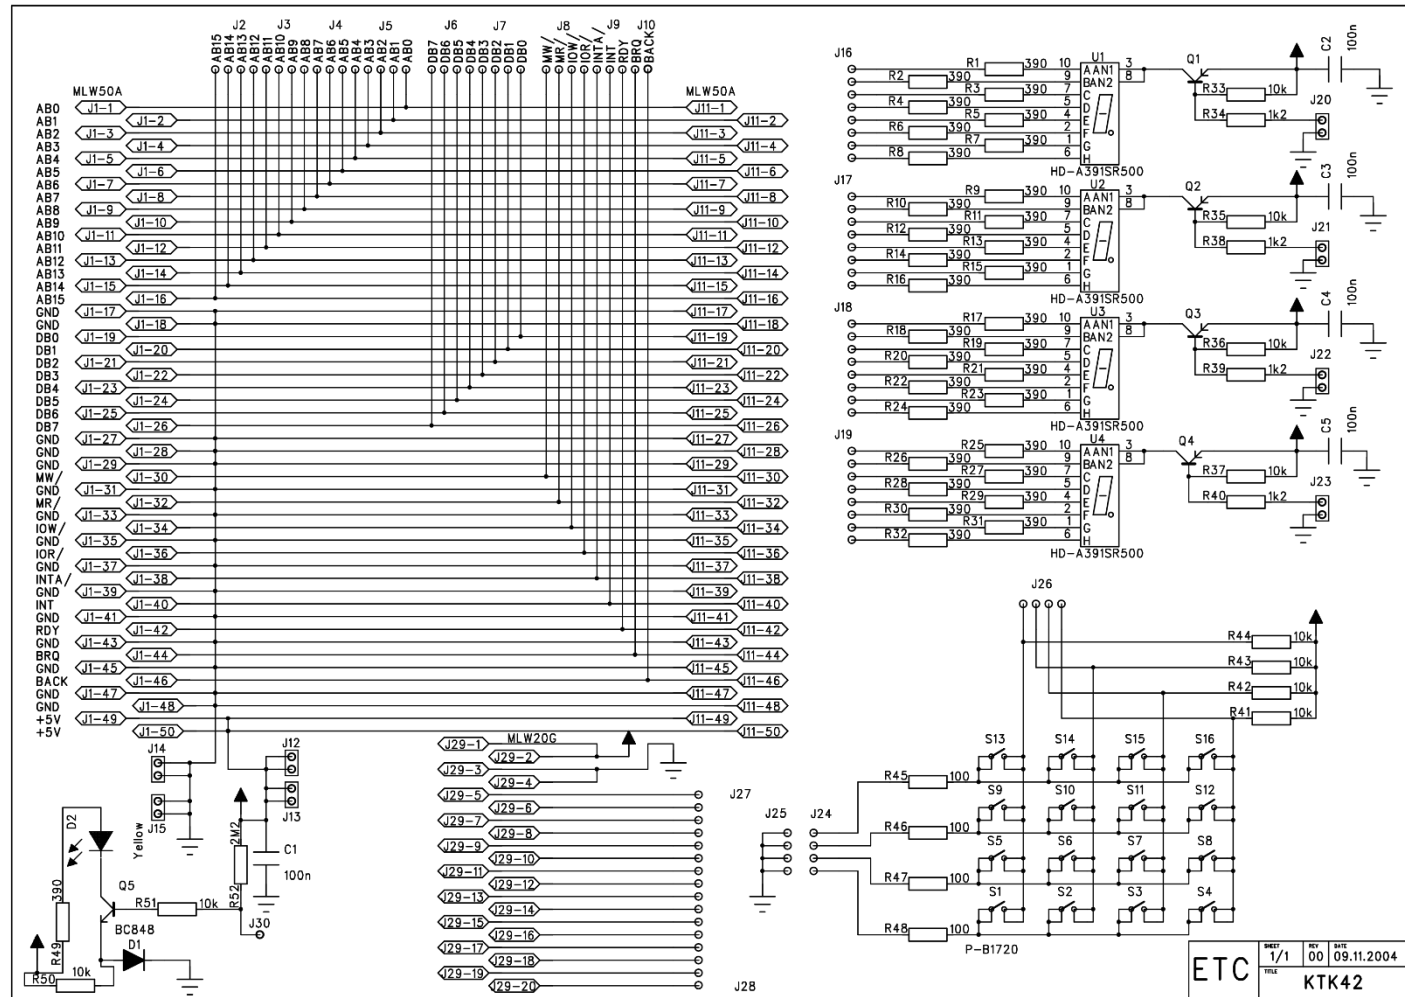 J2 J3 J4 J5 J6 J7 J8 J9 J10
AB15 AB14 AB13 AB12 AB11 AB10 AB9 AB8 AB7 AB6 AB5 AB4 AB3 AB2 AB1 AB0 DB7 DB6 DB5 DB4 DB3 DB2 DB1 DB0 MW/ MR/ IOW/ IOR/ INTA/ INT RDY BRQ BACK
MLW50A MLW50A
AB0 J1-1 J11-1
AB1 J1-2 J11-2
AB2 J1-3 J11-3
AB3 J1-4 J11-4
AB4 J1-5 J11-5
AB5 J1-6 J11-6
AB6 J1-7 J11-7
AB7 J1-8 J11-8
AB8 J1-9 J11-9
AB9 J1-10 J11-10
AB10 J1-11 J11-11
AB11 J1-12 J11-12
AB12 J1-13 J11-13
AB13 J1-14 J11-14
AB14 J1-15 J11-15
AB15 J1-16 J11-16
GND J1-17 J11-17
GND J1-18 J11-18
DB0 J1-19 J11-19
DB1 J1-20 J11-20
DB2 J1-21 J11-21
DB3 J1-22 J11-22
DB4 J1-23 J11-23
DB5 J1-24 J11-24
DB6 J1-25 J11-25
DB7 J1-26 J11-26
GND J1-27 J11-27
GND J1-28 J11-28
GND J1-29 J11-29
MW/ J1-30 J11-30
GND J1-31 J11-31
MR/ J1-32 J11-32
GND J1-33 J11-33
IOW/ J1-34 J11-34
GND J1-35 J11-35
IOR/ J1-36 J11-36
GND J1-37 J11-37
INTA/ J1-38 J11-38
GND J1-39 J11-39
INT J1-40 J11-40
GND J1-41 J11-41
RDY J1-42 J11-42
GND J1-43 J11-43
BRQ J1-44 J11-44
GND J1-45 J11-45
BACK J1-46 J11-46
GND J1-47 J11-47
GND J1-48 J11-48
+5V J1-49 J11-49
+5V J1-50 J11-50
J14 J12
J15 J13
Yellow
D2
2M2
C1
100n
R52
390
Q5
R51 10k
J30
BC848
R49
D1
10k
R50
MLW20G
J29-1
J29-2
J29-3
J29-4
J29-5
J29-6
J29-7
J29-8
J29-9
J29-10
J29-11
J29-12
J29-13
J29-14
J29-15
J29-16
J29-17
J29-18
J29-19
J29-20
J27
J28
J16 U1 Q1 C2 100n
R1 390 10 A AN1 3
R2 390 9 B AN2 8
R3 390 7 C
R4 390 5 D
R5 390 4 E
R6 390 2 F
R7 390 1 G
R8 390 6 H
R33 10k
R34 1k2 J20
HD-A391SR500
J17 U2 Q2 C3 100n
R9 390 10 A AN1 3
R10 390 9 B AN2 8
R11 390 7 C
R12 390 5 D
R13 390 4 E
R14 390 2 F
R15 390 1 G
R16 390 6 H
R35 10k
R38 1k2 J21
HD-A391SR500
J18 U3 Q3 C4 100n
R17 390 10 A AN1 3
R18 390 9 B AN2 8
R19 390 7 C
R20 390 5 D
R21 390 4 E
R22 390 2 F
R23 390 1 G
R24 390 6 H
R36 10k
R39 1k2 J22
HD-A391SR500
J19 U4 Q4 C5 100n
R25 390 10 A AN1 3
R26 390 9 B AN2 8
R27 390 7 C
R28 390 5 D
R29 390 4 E
R30 390 2 F
R31 390 1 G
R32 390 6 H
R37 10k
R40 1k2 J23
HD-A391SR500
J26
R44 10k
R43 10k
R42 10k
R41 10k
J25 J24
S13 S14 S15 S16
R45 100
S9 S10 S11 S12
R46 100
S5 S6 S7 S8
R47 100
S1 S2 S3 S4
R48 100
P-B1720
ETC
SHEET 1/1
REV 00
DATE 09.11.2004
TITLE KTK42